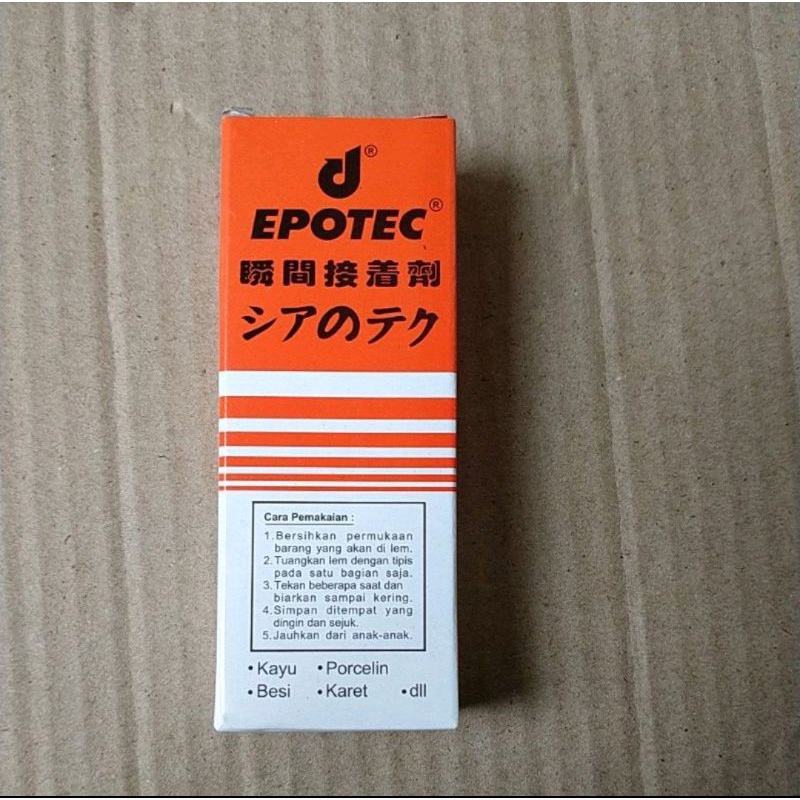 ®
EPOTEC®
瞬間接着剤
シアのテク
Cara Pemakaian :
1.Bersihkan permukaan
barang yang akan di lem.
2.Tuangkan lem dengan tipis
pada satu bagian saja.
3.Tekan beberapa saat dan
biarkan sampai kering.
4.Simpan ditempat yang
dingin dan sejuk.
5.Jauhkan dari anak-anak.
•Kayu •Porcelin
•Besi •Karet •dll